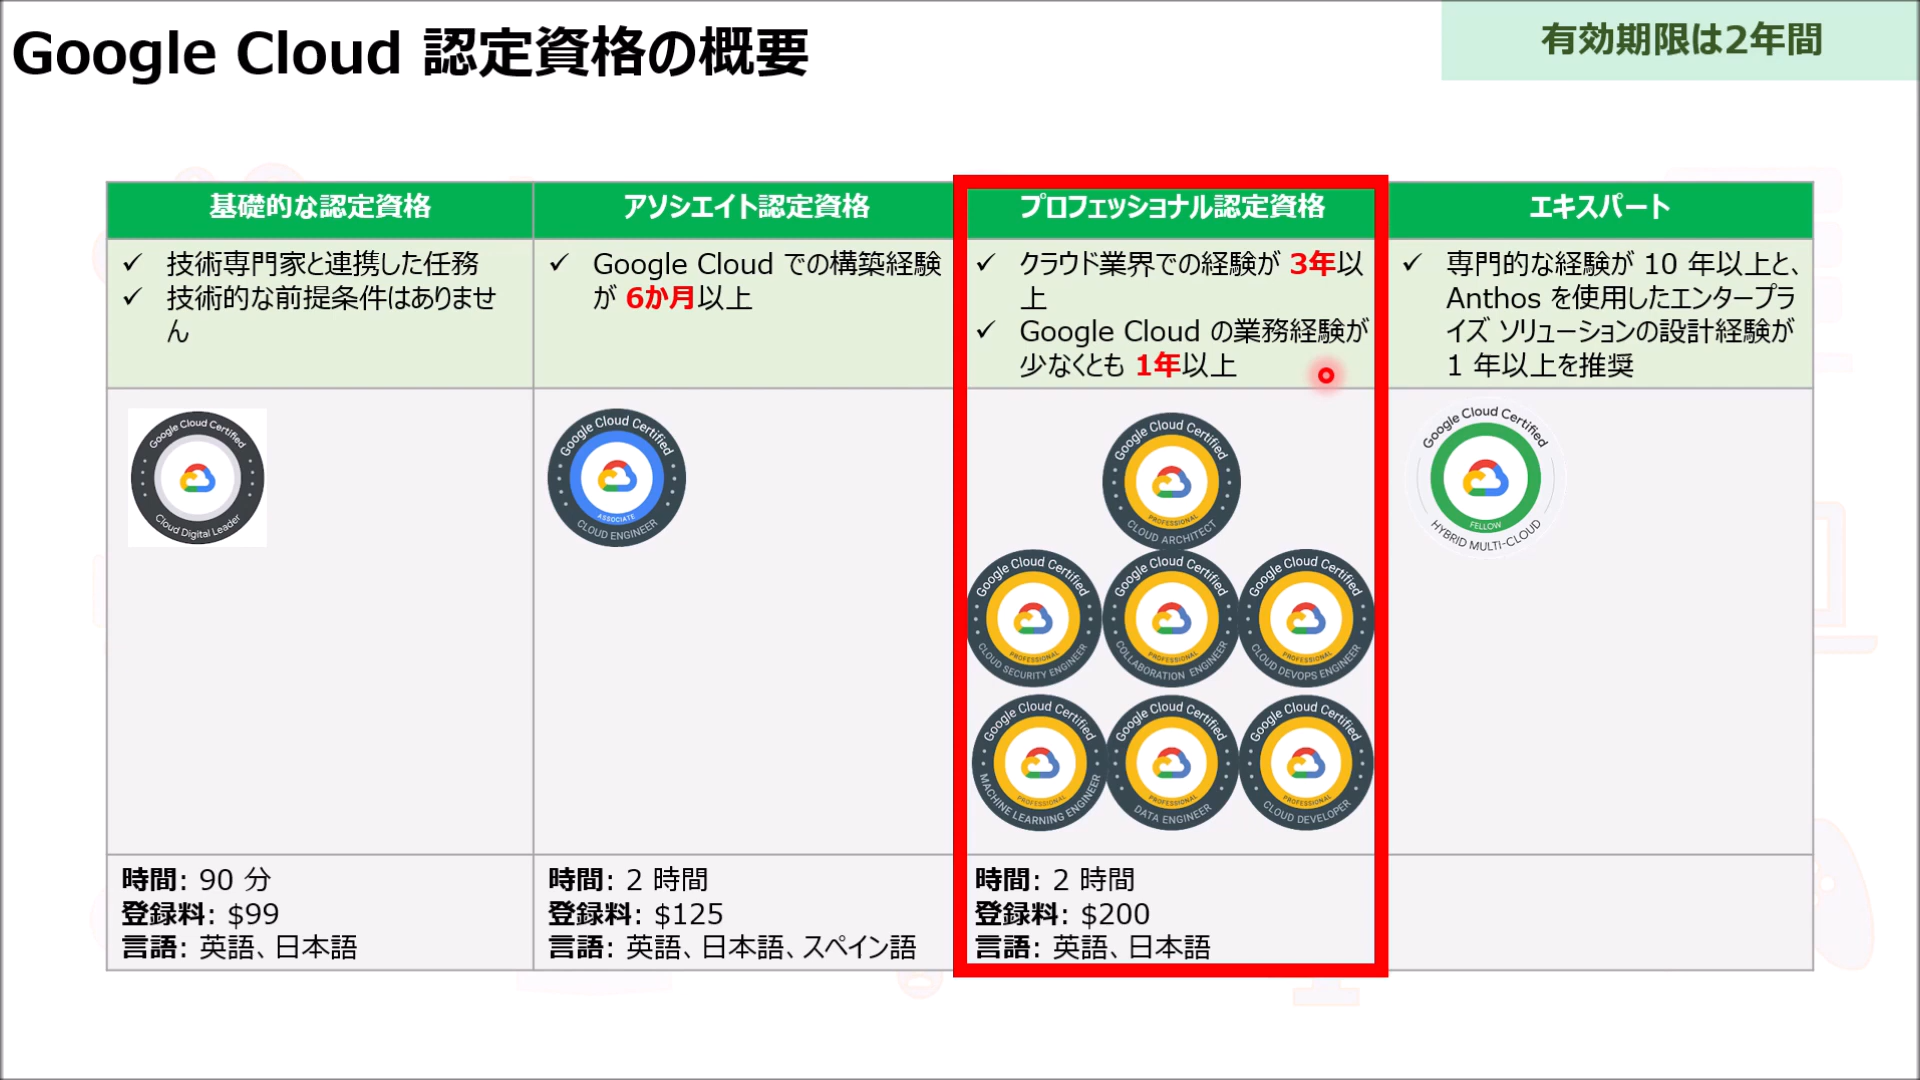 Google Cloud 認定資格の概要
有効期限は2年間
基礎的な認定資格
✓ 技術専門家と連携した任務
✓ 技術的な前提条件はありませ
ん
アソシエイト認定資格
✓ Google Cloud での構築経験
が 6か月以上
プロフェッショナル認定資格
✓ クラウド業界での経験が 3年以
上
✓ Google Cloud の業務経験が
少なくとも 1年以上
エキスパート
✓ 専門的な経験が 10 年以上と、
Anthos を使用したエンタープラ
イズ ソリューションの設計経験が
1 年以上を推奨
Google Cloud Certified
Cloud Digital Leader
Google Cloud Certified
ASSOCIATE
CLOUD ENGINEER
Google Cloud Certified
PROFESSIONAL
CLOUD ARCHITECT
Google Cloud Certified
PROFESSIONAL
CLOUD SECURITY ENGINEER
Google Cloud Certified
PROFESSIONAL
COLLABORATION ENGINEER
Google Cloud Certified
PROFESSIONAL
CLOUD DEVOPS ENGINEER
Google Cloud Certified
PROFESSIONAL
MACHINE LEARNING ENGINEER
Google Cloud Certified
PROFESSIONAL
DATA ENGINEER
Google Cloud Certified
PROFESSIONAL
CLOUD DEVELOPER
Google Cloud Certified
FELLOW
HYBRID MULTI-CLOUD
時間: 90 分
登録料: $99
言語: 英語、日本語
時間: 2 時間
登録料: $125
言語: 英語、日本語、スペイン語
時間: 2 時間
登録料: $200
言語: 英語、日本語